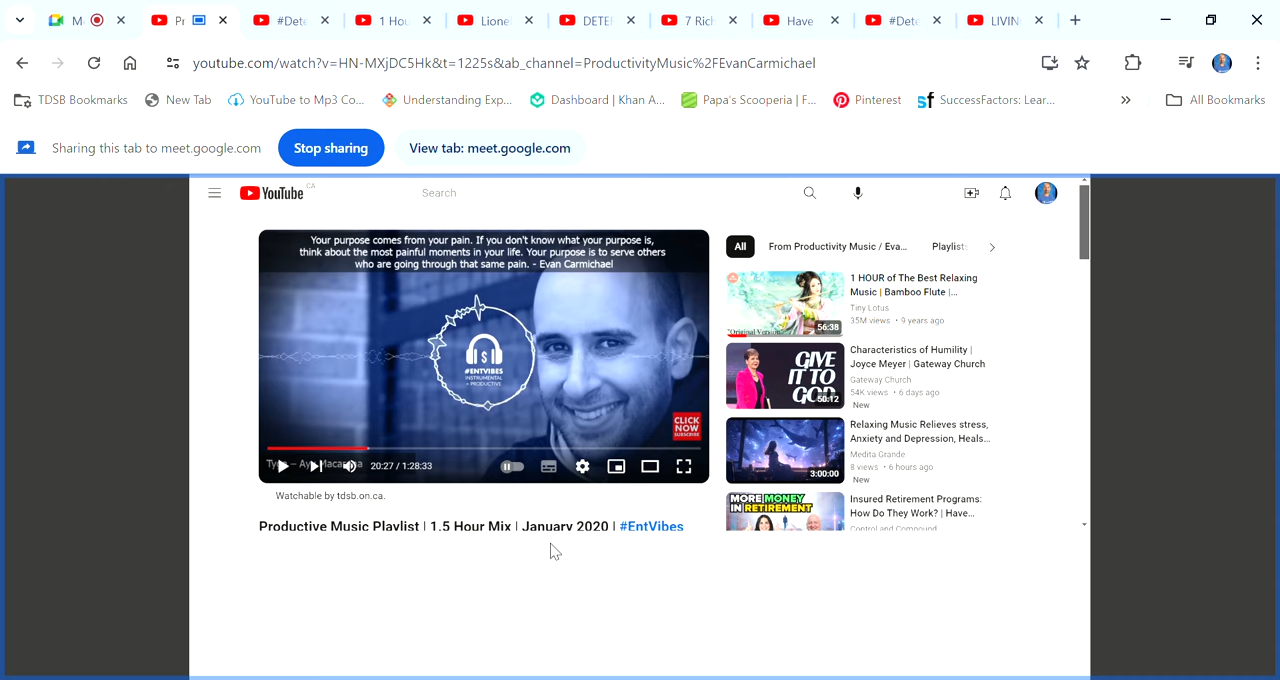 #Dete
1 Hou
Lione
DETE
7 Rich
Have
#Dete
LIVIN
youtube.com/watch?v=HN-MXjDC5Hk&t=1225s&ab_channel=ProductivityMusic%2FEvanCarmichael
TDSB Bookmarks
New Tab
YouTube to Mp3 Co...
Understanding Exp...
Dashboard | Khan A...
Papa's Scooperia | F...
Pinterest
SuccessFactors: Lear...
All Bookmarks
Sharing this tab to meet.google.com
Stop sharing
View tab: meet.google.com
YouTube
CA
Search
Your purpose comes from your pain. If you don't know what your purpose is,
think about the most painful moments in your life. Your purpose is to serve others
who are going through that same pain. - Evan Carmichael
#ENTVIBES
INSTRUMENTAL
+ PRODUCTIVE
CLICK
NOW
SUBSCRIBE
20:27 / 1:28:33
Watchable by tdsb.on.ca.
Productive Music Playlist | 1.5 Hour Mix | January 2020 | #EntVibes
All
From Productivity Music / Eva...
Playlists
"Original Version"
56:38
1 HOUR of The Best Relaxing
Music | Bamboo Flute |...
Tiny Lotus
35M views • 9 years ago
GIVE
IT TO
GOD
50:12
Characteristics of Humility |
Joyce Meyer | Gateway Church
Gateway Church
54K views • 6 days ago
New
3:00:00
Relaxing Music Relieves stress,
Anxiety and Depression, Heals...
Medita Grande
8 views • 6 hours ago
New
MORE MONEY
IN RETIREMENT
Insured Retirement Programs:
How Do They Work? | Have...
Control and Compound